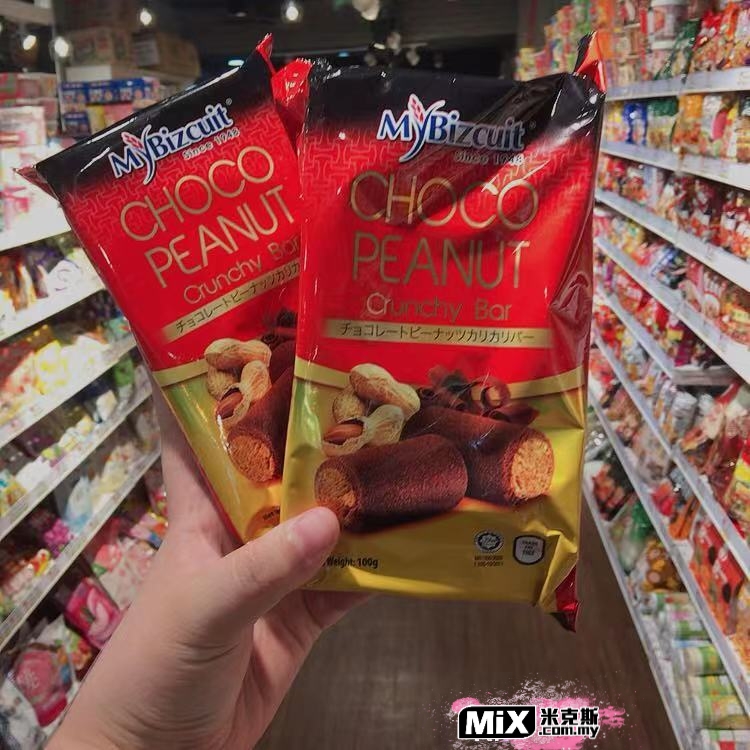 MyBizcuit
Since 1948
CHOCO
PEANUT
Crunchy Bar
チョコレートピーナッツカリカリバー
MyBizcuit
Since 1948
CHOCO
PEANUT
Crunchy Bar
チョコレートピーナッツカリカリバー
Weight: 100g
MiX 米克斯
.com.my